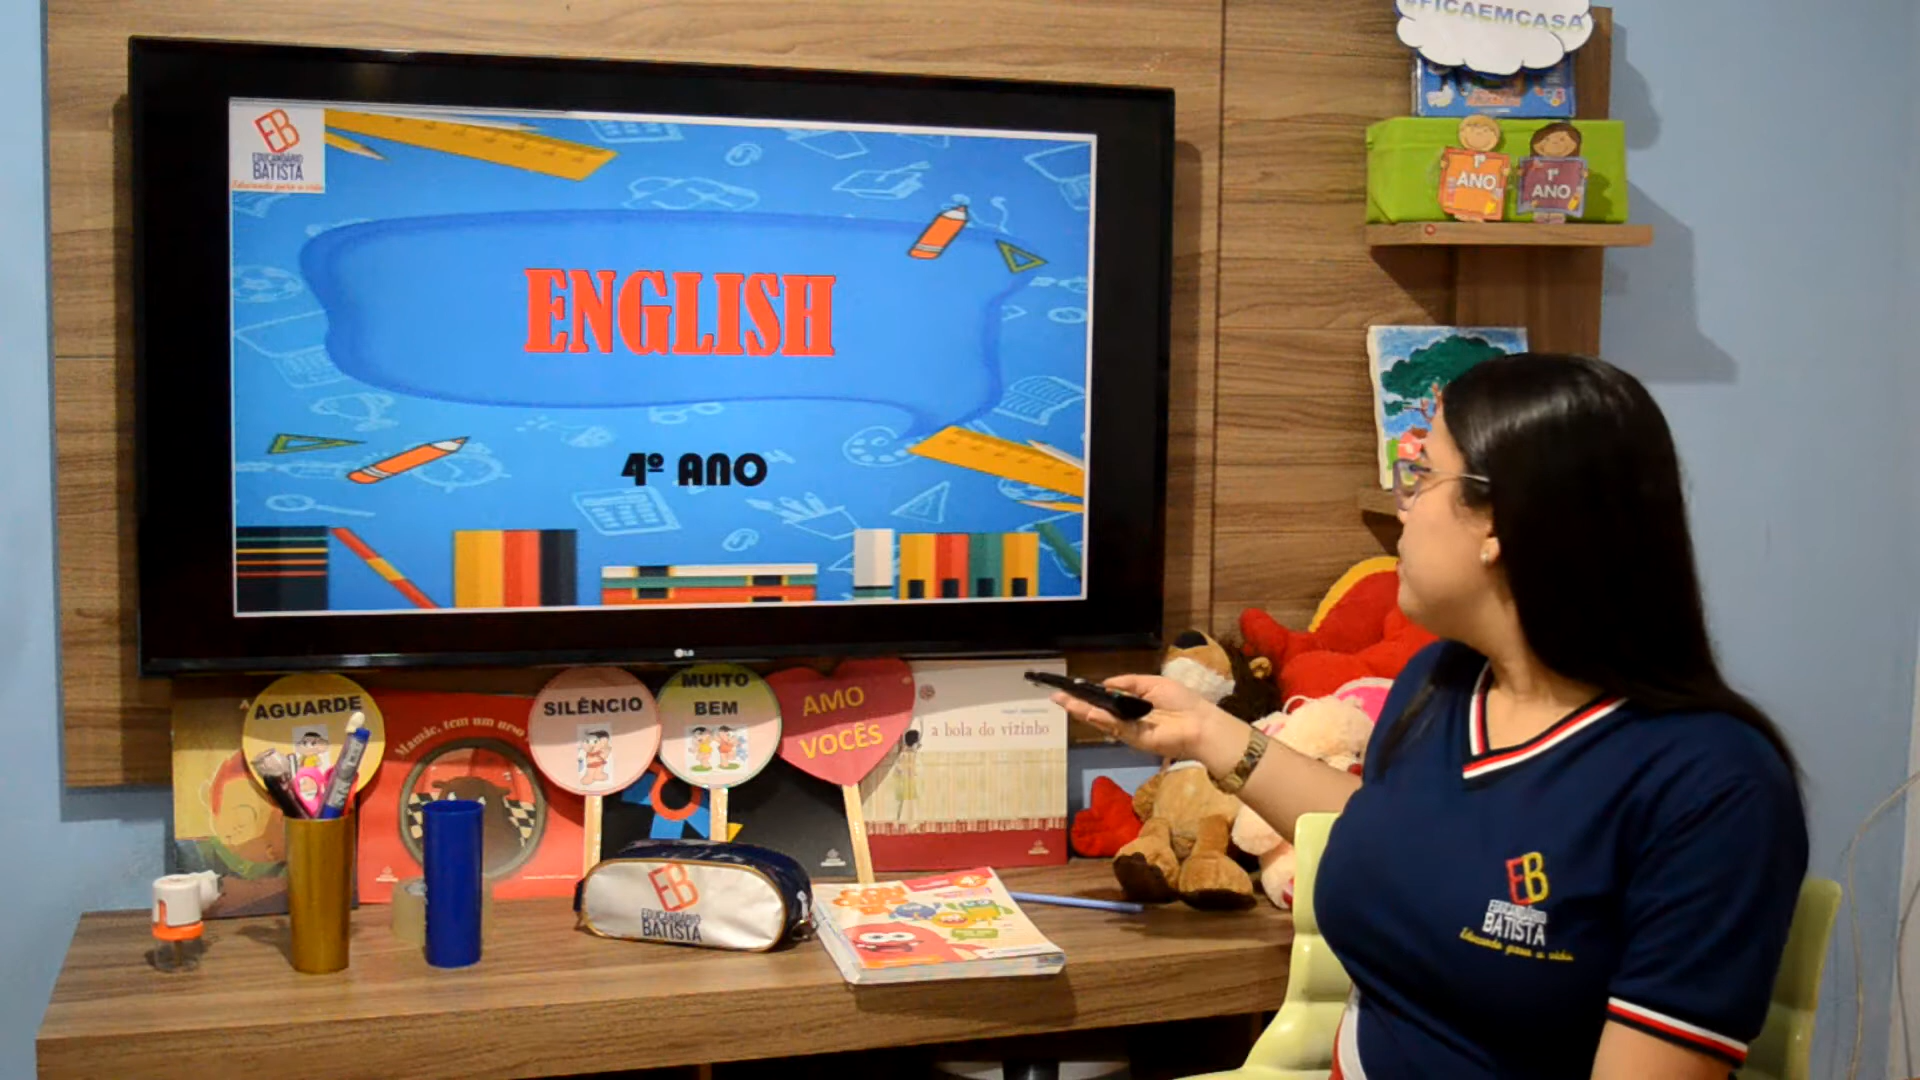 #FICAEMCASA
1º
ANO
1º
ANO
EB
EDUCANDÁRIO
BATISTA
Educando para a vida
ENGLISH
4º ANO
LG
AGUARDE
SILÊNCIO
MUITO
BEM
AMO
VOCÊS
Mamãe, tem um urso
a bola do vizinho
EB
EDUCANDÁRIO
BATISTA
EB
EDUCANDÁRIO
BATISTA
Educando para a vida